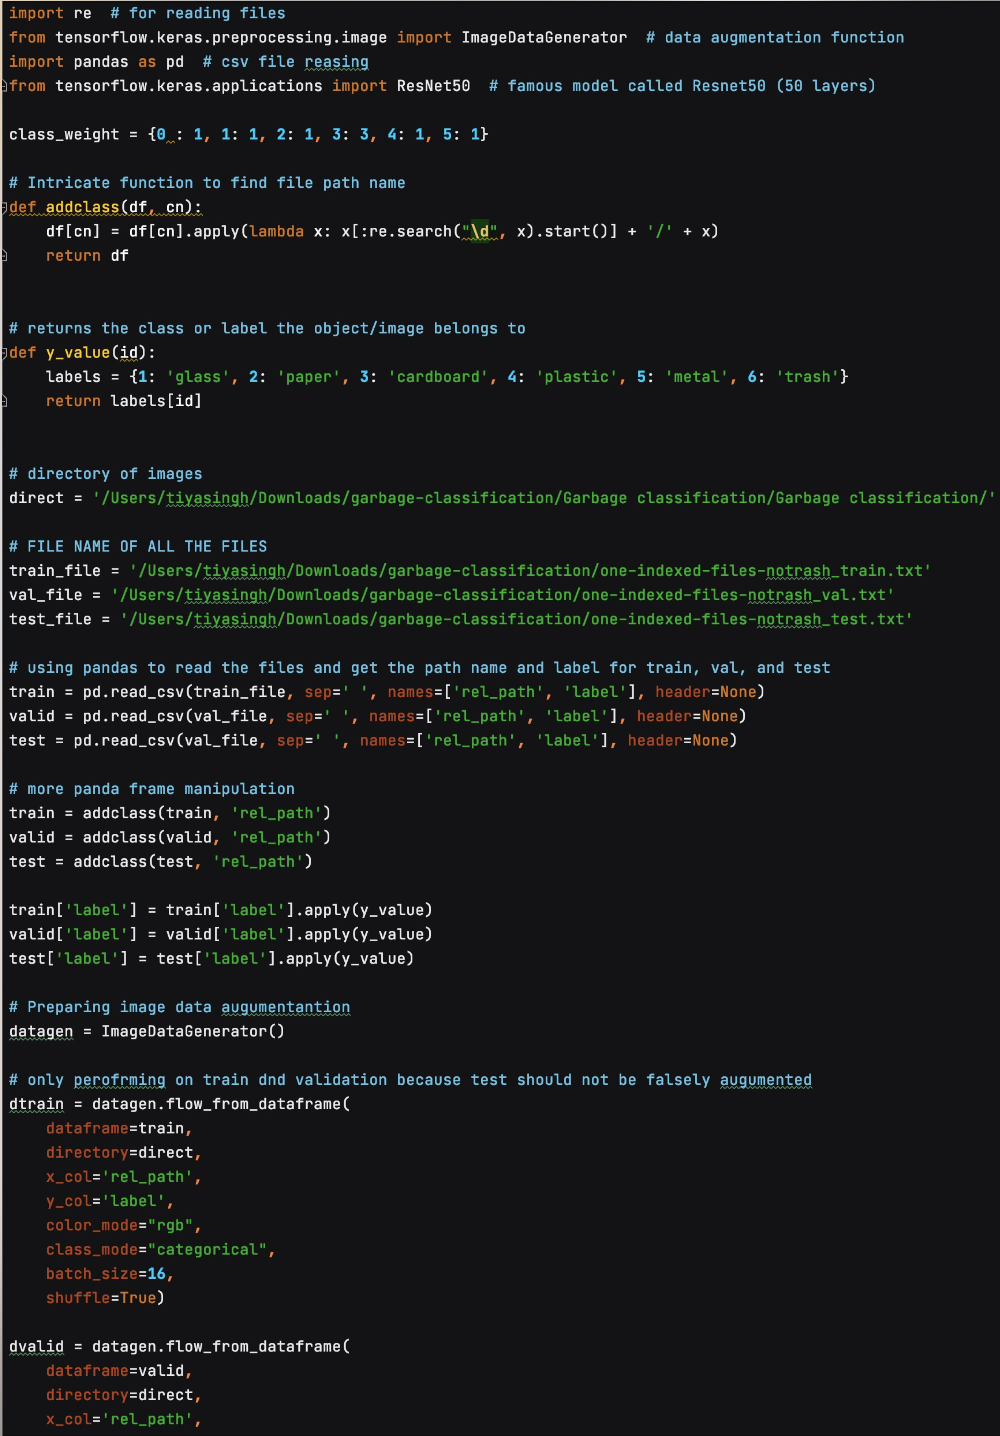 import re  # for reading files
from tensorflow.keras.preprocessing.image import ImageDataGenerator  # data augmentation function
import pandas as pd  # csv file reasing
from tensorflow.keras.applications import ResNet50  # famous model called Resnet50 (50 layers)

class_weight = {0 : 1, 1: 1, 2: 1, 3: 3, 4: 1, 5: 1}

# Intricate function to find file path name
def addclass(df, cn):
    df[cn] = df[cn].apply(lambda x: x[:re.search("\d", x).start()] + '/' + x)
    return df


# returns the class or label the object/image belongs to
def y_value(id):
    labels = {1: 'glass', 2: 'paper', 3: 'cardboard', 4: 'plastic', 5: 'metal', 6: 'trash'}
    return labels[id]


# directory of images
direct = '/Users/tiyasingh/Downloads/garbage-classification/Garbage classification/Garbage classification/'

# FILE NAME OF ALL THE FILES
train_file = '/Users/tiyasingh/Downloads/garbage-classification/one-indexed-files-notrash_train.txt'
val_file = '/Users/tiyasingh/Downloads/garbage-classification/one-indexed-files-notrash_val.txt'
test_file = '/Users/tiyasingh/Downloads/garbage-classification/one-indexed-files-notrash_test.txt'

# using pandas to read the files and get the path name and label for train, val, and test
train = pd.read_csv(train_file, sep=' ', names=['rel_path', 'label'], header=None)
valid = pd.read_csv(val_file, sep=' ', names=['rel_path', 'label'], header=None)
test = pd.read_csv(val_file, sep=' ', names=['rel_path', 'label'], header=None)

# more panda frame manipulation
train = addclass(train, 'rel_path')
valid = addclass(valid, 'rel_path')
test = addclass(test, 'rel_path')

train['label'] = train['label'].apply(y_value)
valid['label'] = valid['label'].apply(y_value)
test['label'] = test['label'].apply(y_value)

# Preparing image data augumentantion
datagen = ImageDataGenerator()

# only perofrming on train dnd validation because test should not be falsely augumented
dtrain = datagen.flow_from_dataframe(
    dataframe=train,
    directory=direct,
    x_col='rel_path',
    y_col='label',
    color_mode="rgb",
    class_mode="categorical",
    batch_size=16,
    shuffle=True)

dvalid = datagen.flow_from_dataframe(
    dataframe=valid,
    directory=direct,
    x_col='rel_path',